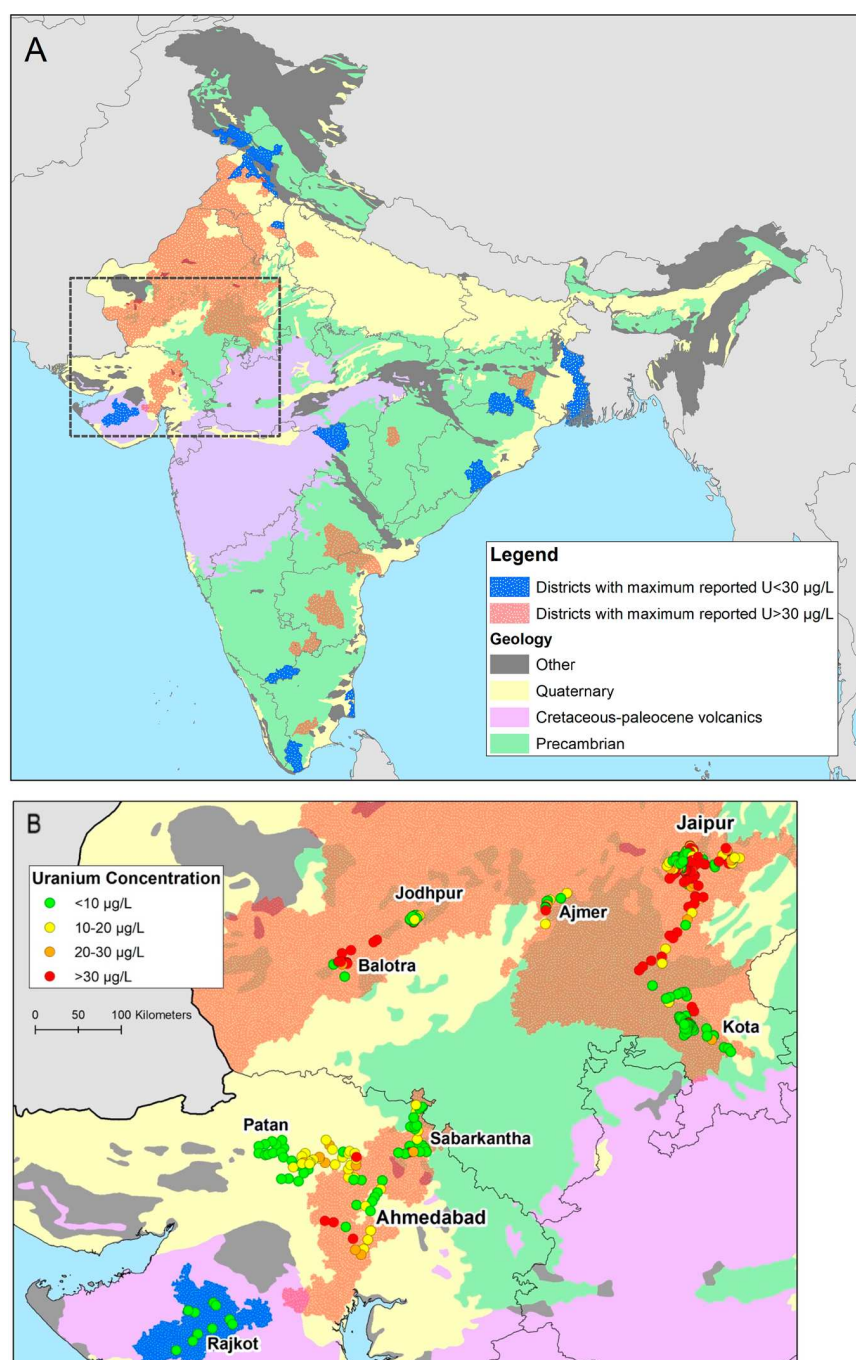 A
Legend
Districts with maximum reported U<30 µg/L
Districts with maximum reported U>30 µg/L
Geology
Other
Quaternary
Cretaceous-paleocene volcanics
Precambrian
B
Uranium Concentration
<10 µg/L
10-20 µg/L
20-30 µg/L
>30 µg/L
0 50 100 Kilometers
Jaipur
Jodhpur
Ajmer
Balotra
Kota
Patan
Sabarkantha
Ahmedabad
Rajkot